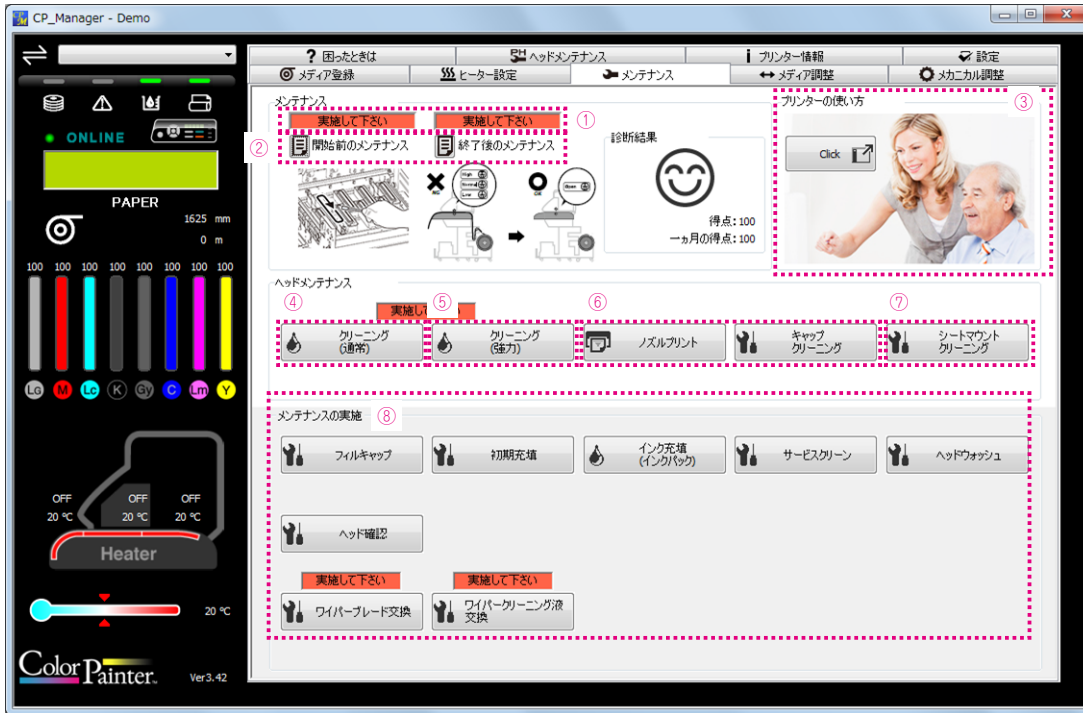 CP_Manager - Demo
? 困ったときは
SH ヘッドメンテナンス
i プリンター情報
設定
メディア登録
ヒーター設定
メンテナンス
メディア調整
メカニカル調整
ONLINE
PAPER
1625 mm
0 m
100 100 100 100 100 100 100 100
Lg M Lc K Gy C Lm Y
OFF OFF OFF
20 ℃ 20 ℃ 20 ℃
Heater
20 ℃
Color Painter™
Ver3.42
メンテナンス
実施して下さい
実施して下さい
①
②
開始前のメンテナンス
終了後のメンテナンス
High
Normal
Low
診断結果
得点:100
一ヵ月の得点:100
プリンターの使い方
③
Click
ヘッドメンテナンス
④
⑤
⑥
⑦
クリーニング
(通常)
クリーニング
(強力)
ノズルプリント
キャップ
クリーニング
シートマウント
クリーニング
メンテナンスの実施
⑧
フィルキャップ
初期充填
インク充填
(インクパック)
サービスクリーン
ヘッドウォッシュ
ヘッド確認
実施して下さい
実施して下さい
ワイパーブレード交換
ワイパークリーニング液
交換